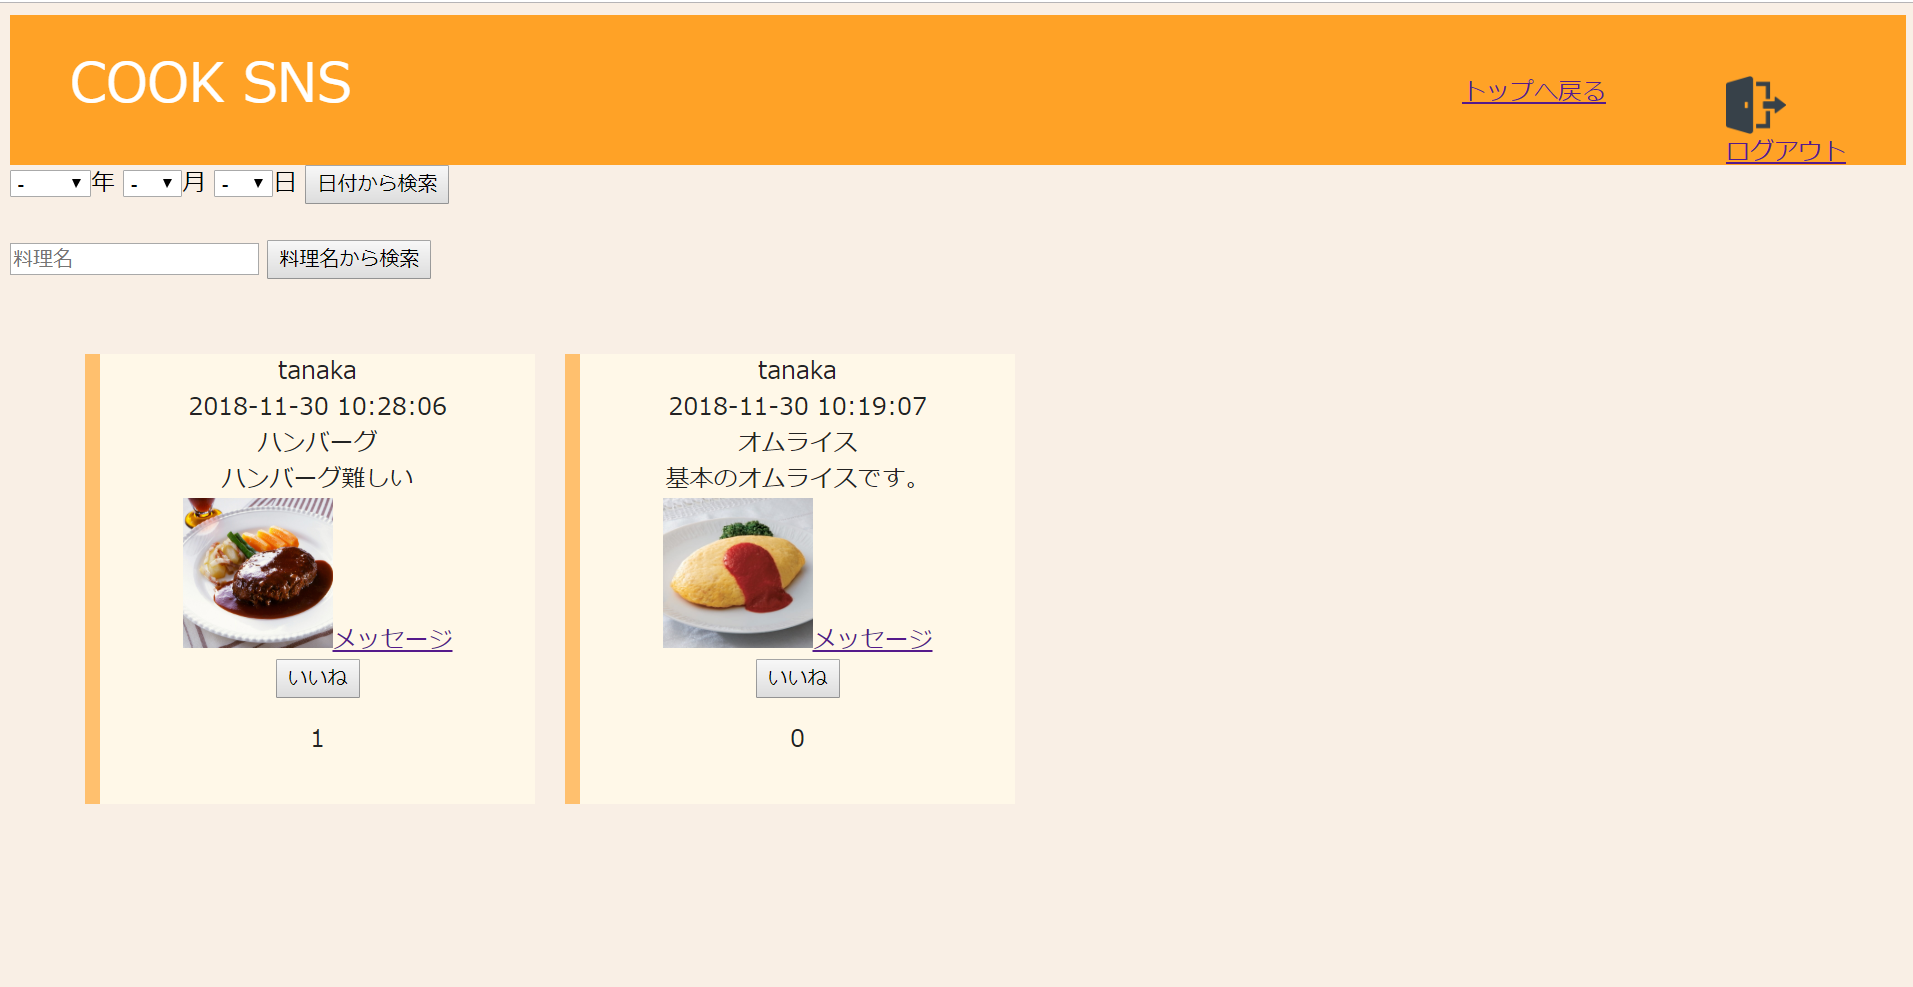 COOK SNS
トップへ戻る
ログアウト
- 年 - 月 - 日 日付から検索
料理名 料理名から検索
tanaka
2018-11-30 10:28:06
ハンバーグ
ハンバーグ難しい
メッセージ
いいね
1
tanaka
2018-11-30 10:19:07
オムライス
基本のオムライスです。
メッセージ
いいね
0